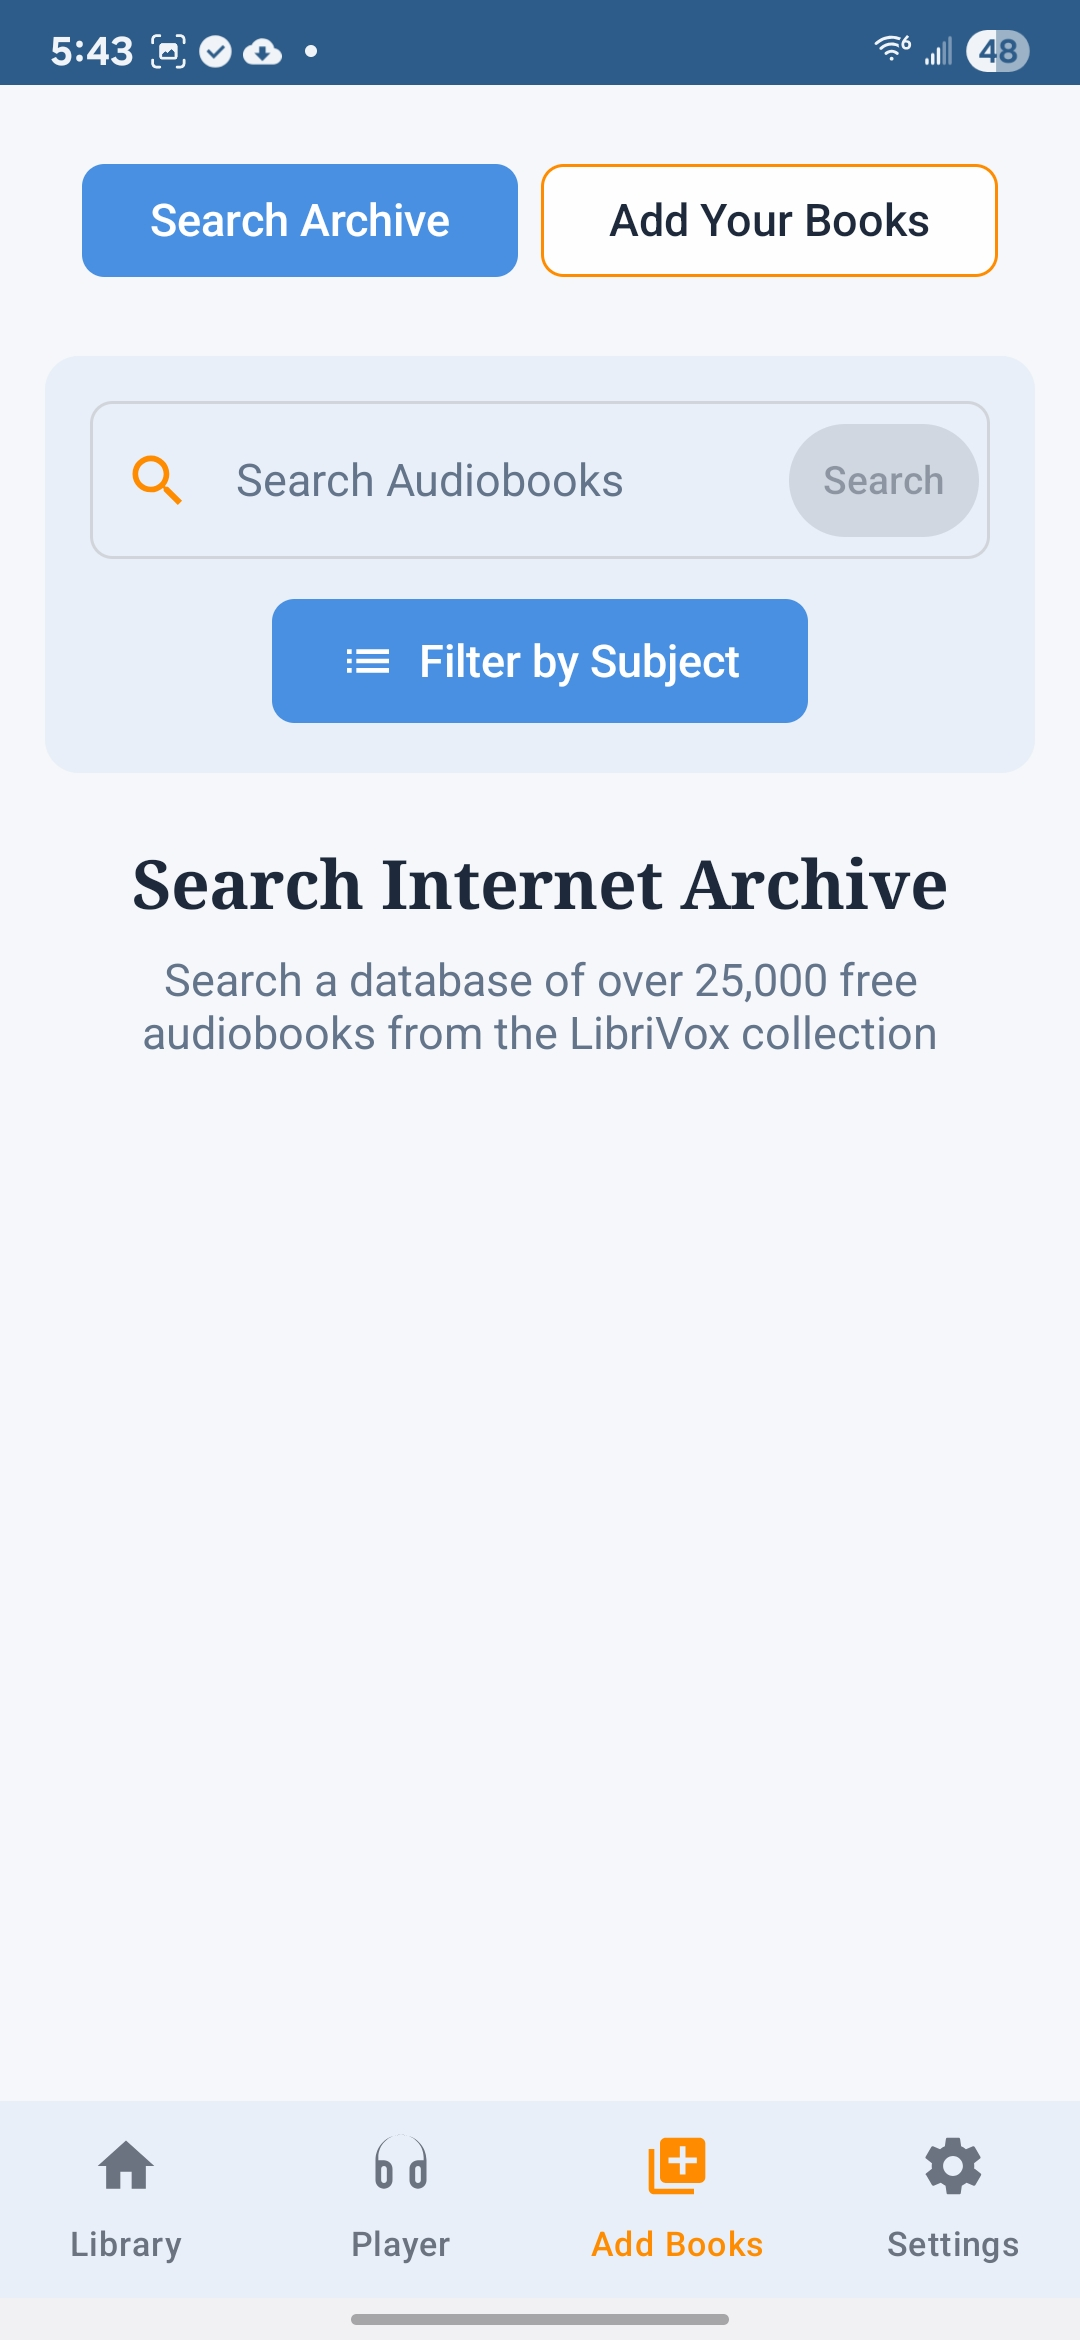 5:43
6
48
Search Archive
Add Your Books
Search Audiobooks
Search
Filter by Subject
Search Internet Archive
Search a database of over 25,000 free
audiobooks from the LibriVox collection
Library
Player
Add Books
Settings